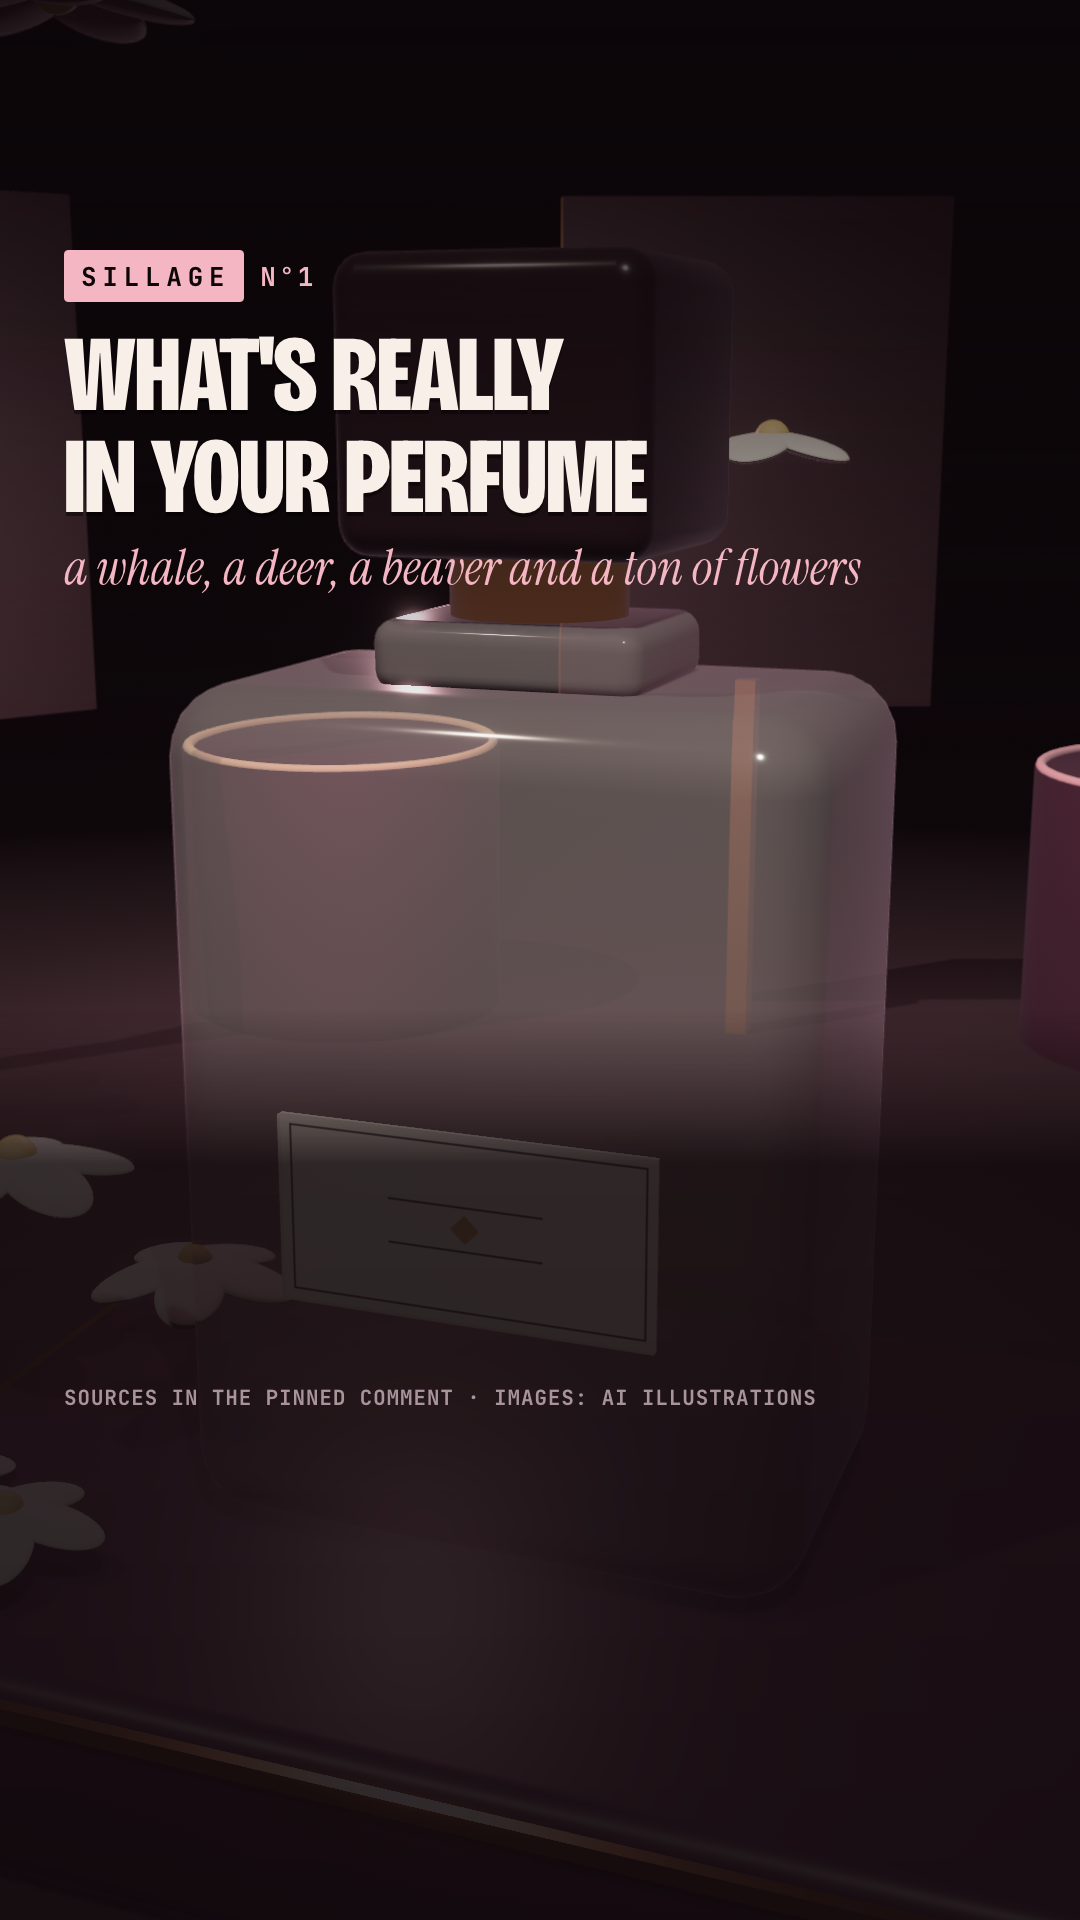 SILLAGE N°1
WHAT'S REALLY
IN YOUR PERFUME
a whale, a deer, a beaver and a ton of flowers
SOURCES IN THE PINNED COMMENT · IMAGES: AI ILLUSTRATIONS